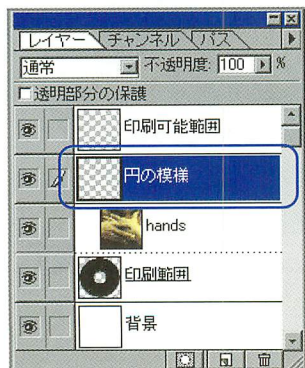 レイヤー チャンネル パス
通常 不透明度: 100 %
透明部分の保護
印刷可能範囲
円の模様
hands
印刷範囲
背景